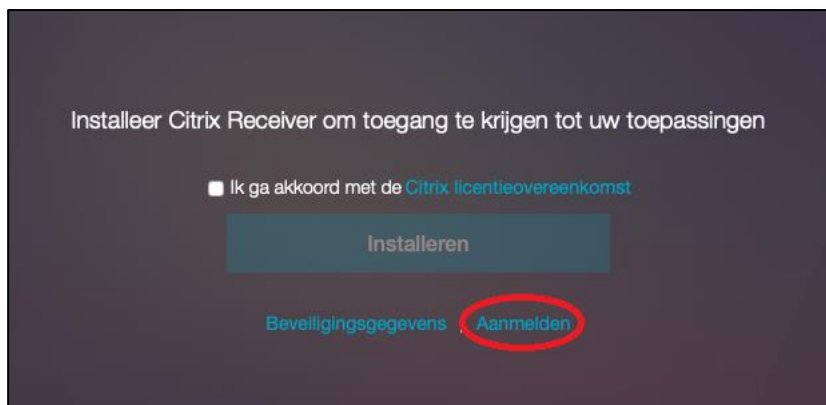 Installeer Citrix Receiver om toegang te krijgen tot uw toepassingen
Ik ga akkoord met de Citrix licentieovereenkomst
Installeren
Beveiligingsgegevens , Aanmelden